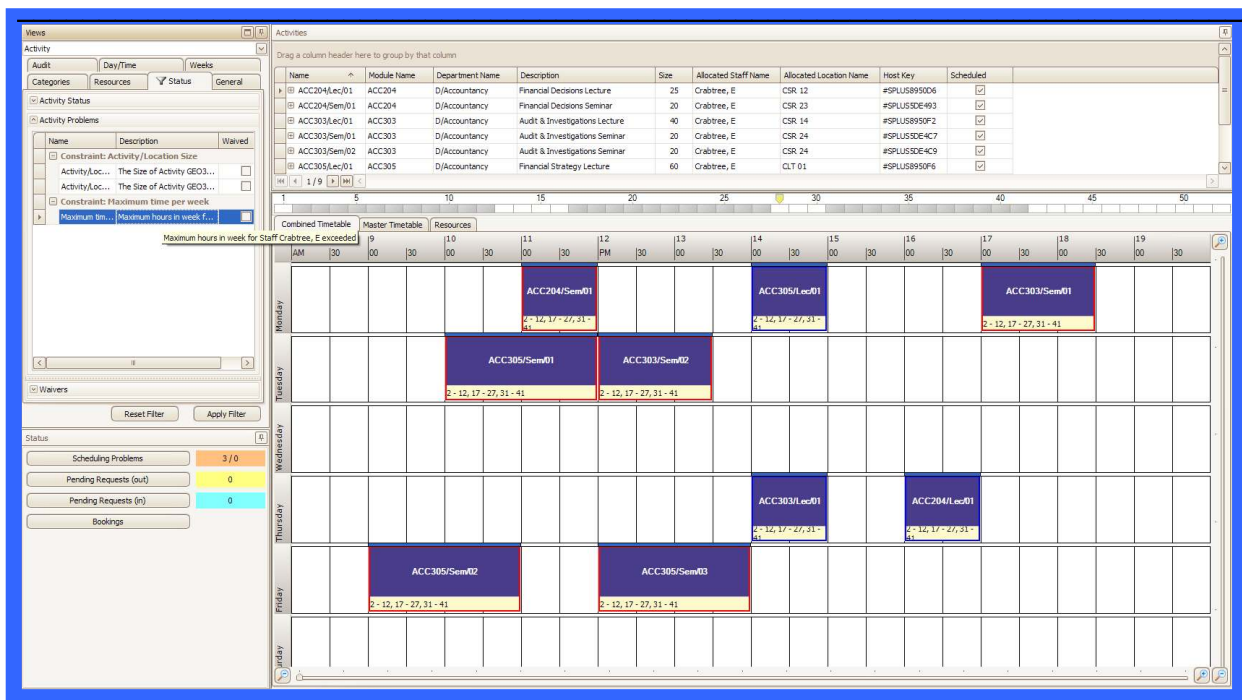 Views
Activity
Audit Day/Time Weeks
Categories Resources Status General
Activity Status
Activity Problems
Name Description Waived
Constraint: Activity/Location Size
Activity/Loc... The Size of Activity GEO3...
Activity/Loc... The Size of Activity GEO3...
Constraint: Maximum time per week
Maximum tim... Maximum hours in week f...
Maximum hours in week for Staff Crabtree, E exceeded
Waivers
Reset Filter Apply Filter
Status
Scheduling Problems 3 / 0
Pending Requests (out) 0
Pending Requests (in) 0
Bookings
Activities
Drag a column header here to group by that column
Name Module Name Department Name Description Size Allocated Staff Name Allocated Location Name Host Key Scheduled
ACC204/Lec/01 ACC204 D/Accountancy Financial Decisions Lecture 25 Crabtree, E CSR 12 #SPLUS8950D6
ACC204/Sem/01 ACC204 D/Accountancy Financial Decisions Seminar 20 Crabtree, E CSR 23 #SPLUS5DE493
ACC303/Lec/01 ACC303 D/Accountancy Audit & Investigations Lecture 40 Crabtree, E CSR 14 #SPLUS8950F2
ACC303/Sem/01 ACC303 D/Accountancy Audit & Investigations Seminar 20 Crabtree, E CSR 24 #SPLUS5DE4C7
ACC303/Sem/02 ACC303 D/Accountancy Audit & Investigations Seminar 20 Crabtree, E CSR 24 #SPLUS5DE4C9
ACC305/Lec/01 ACC305 D/Accountancy Financial Strategy Lecture 60 Crabtree, E CLT 01 #SPLUS8950F6
1 / 9
1 5 10 15 20 25 30 35 40 45 50
Combined Timetable Master Timetable Resources
9 10 11 12 13 14 15 16 17 18 19
AM 30 00 30 00 30 00 30 PM 30 00 30 00 30 00 30 00 30 00 30 00 30 00 30
Monday
ACC204/Sem/01 ACC305/Lec/01 ACC303/Sem/01
2 - 12, 17 - 27, 31 - 41 2 - 12, 17 - 27, 31 - 41 2 - 12, 17 - 27, 31 - 41
Tuesday
ACC305/Sem/01 ACC303/Sem/02
2 - 12, 17 - 27, 31 - 41 2 - 12, 17 - 27, 31 - 41
Wednesday
Thursday
ACC303/Lec/01 ACC204/Lec/01
2 - 12, 17 - 27, 31 - 41 2 - 12, 17 - 27, 31 - 41
Friday
ACC305/Sem/02 ACC305/Sem/03
2 - 12, 17 - 27, 31 - 41 2 - 12, 17 - 27, 31 - 41
urday